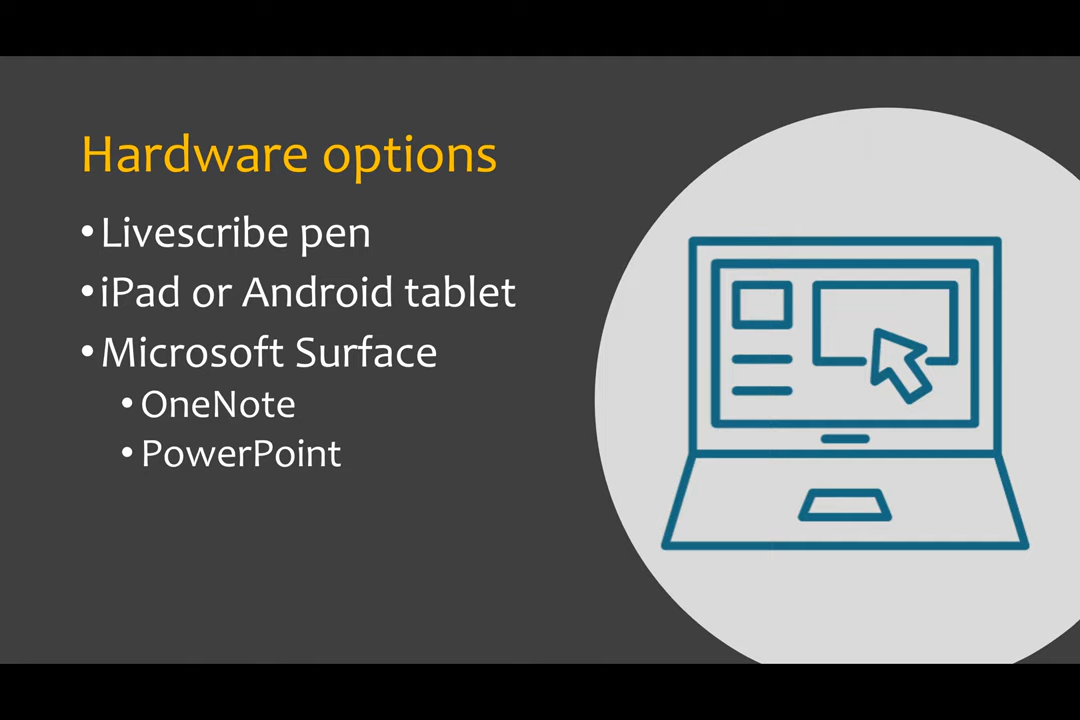 Hardware options
•Livescribe pen
•iPad or Android tablet
•Microsoft Surface
•OneNote
•PowerPoint